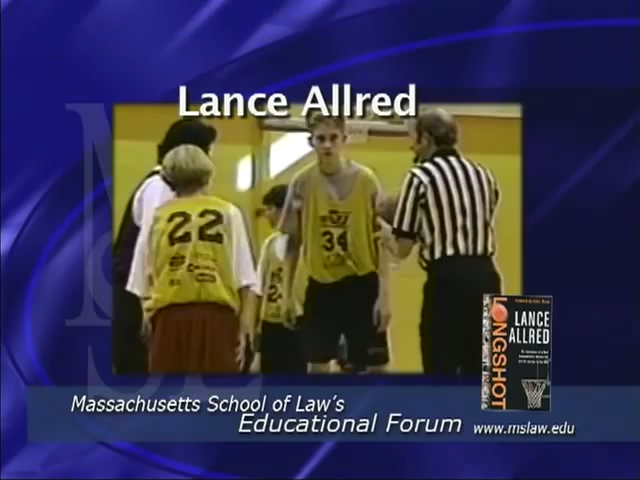 Lance Allred
22
34
LONGSHOT
LANCE
ALLRED
Massachusetts School of Law's
Educational Forum
www.mslaw.edu